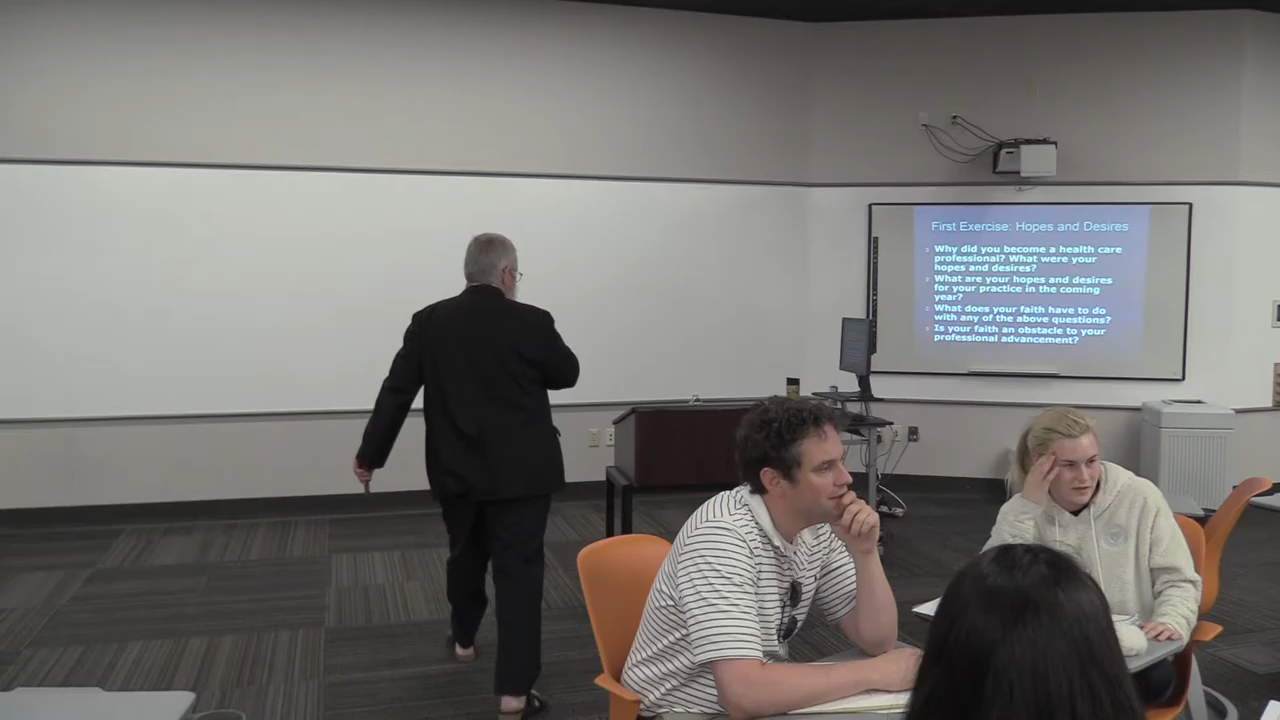 First Exercise: Hopes and Desires
Why did you become a health care
professional? What were your
hopes and desires?
What are your hopes and desires
for your practice in the coming
year?
What does your faith have to do
with any of the above questions?
Is your faith an obstacle to your
professional advancement?